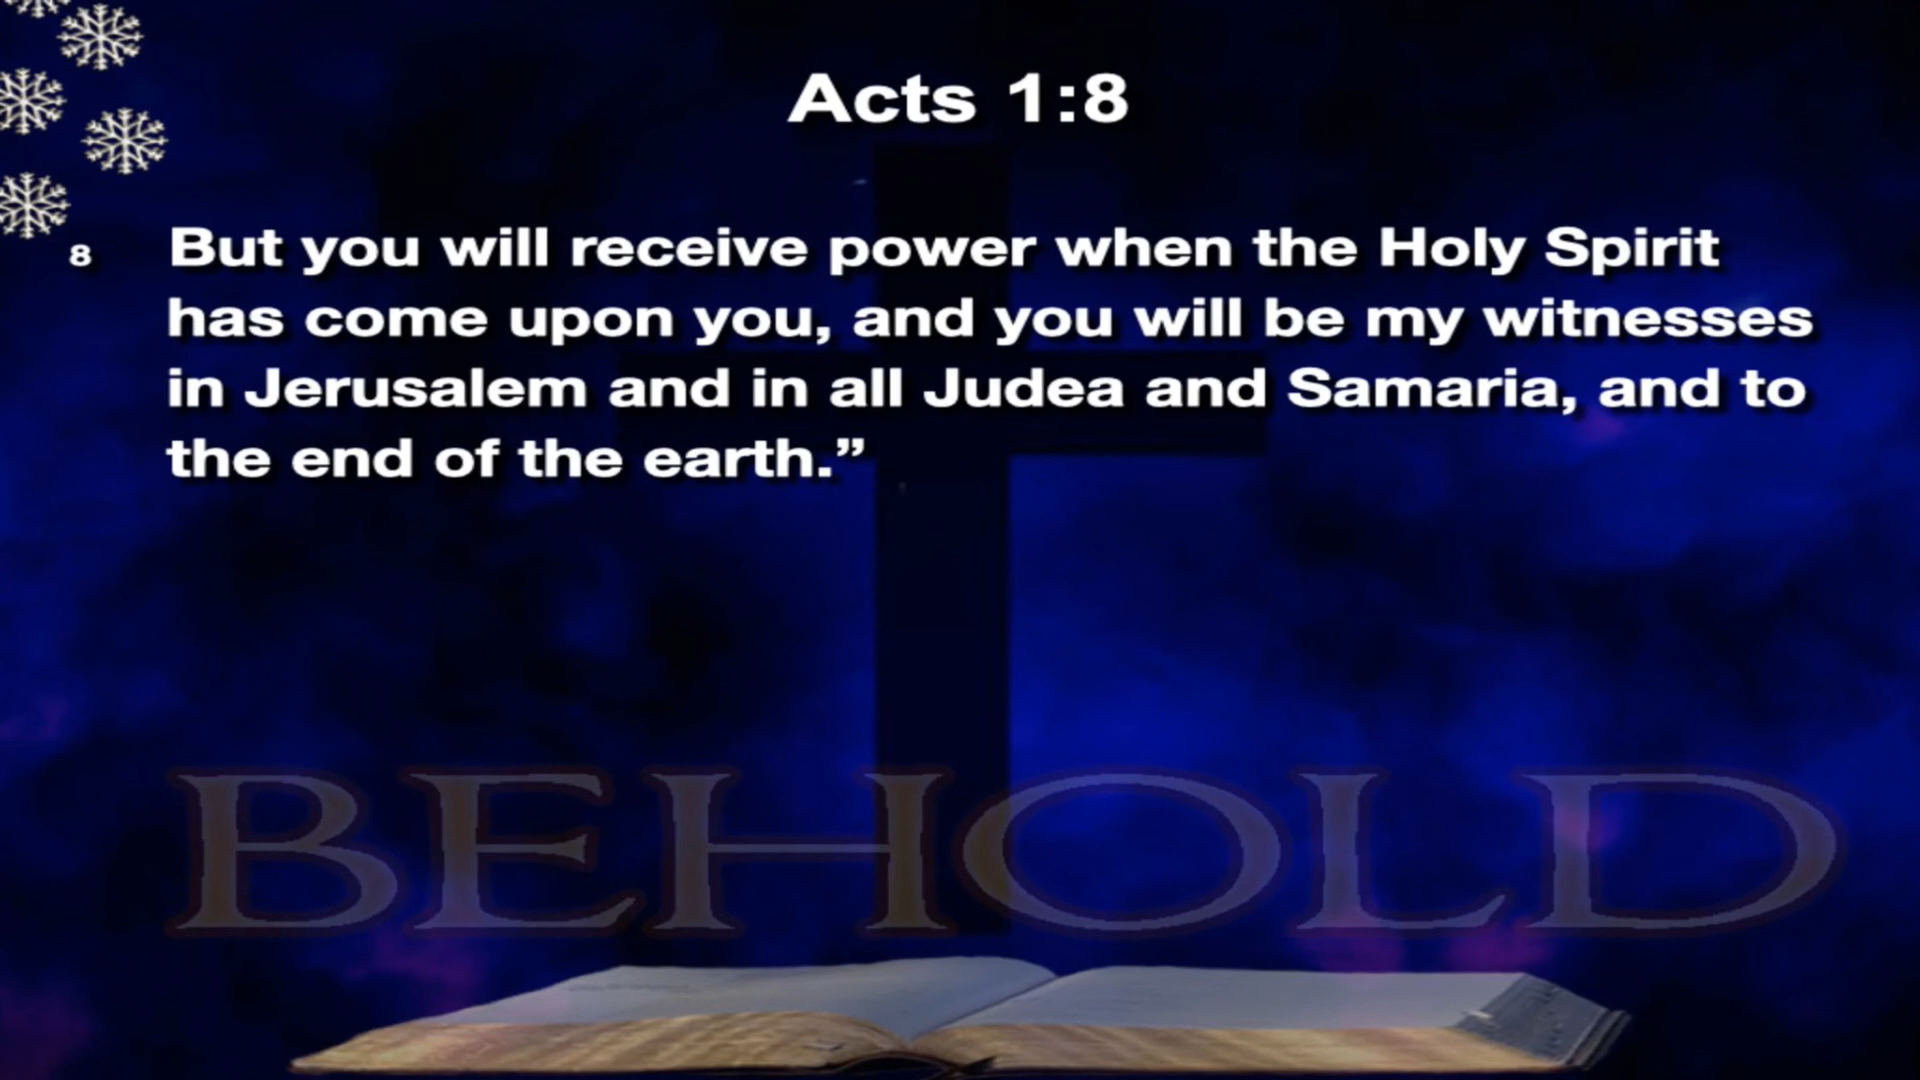 Acts 1:8
8 But you will receive power when the Holy Spirit
has come upon you, and you will be my witnesses
in Jerusalem and in all Judea and Samaria, and to
the end of the earth.”
BEHOLD